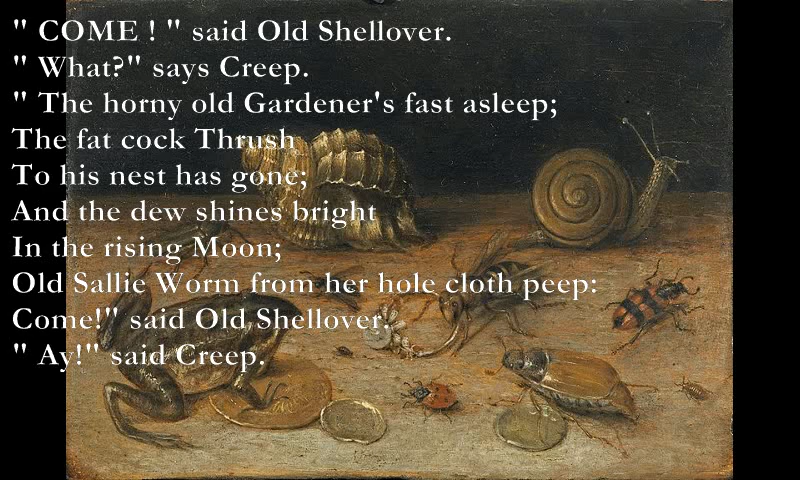 " COME ! " said Old Shellover.
" What?" says Creep.
" The horny old Gardener's fast asleep;
The fat cock Thrush
To his nest has gone;
And the dew shines bright
In the rising Moon;
Old Sallie Worm from her hole cloth peep:
Come!" said Old Shellover.
" Ay!" said Creep.